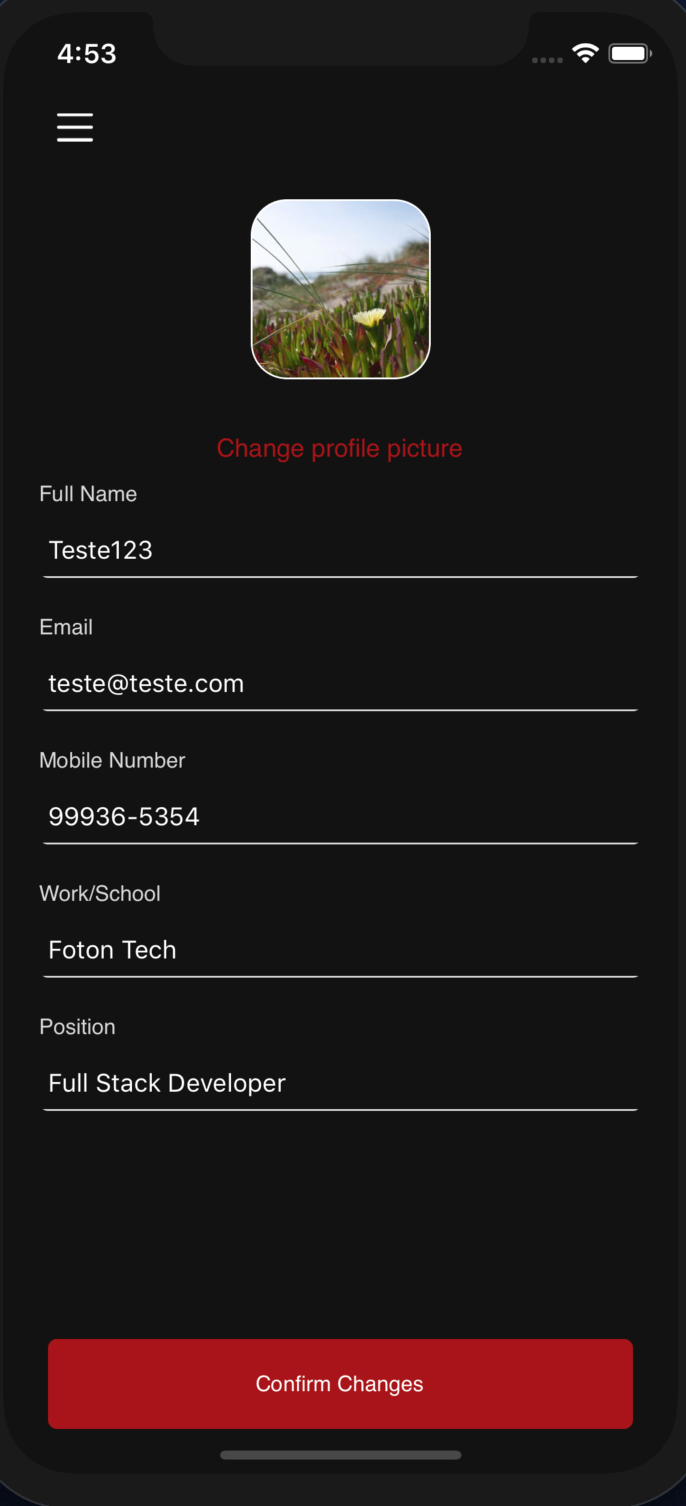 4:53
Change profile picture
Full Name
Teste123
Email
teste@teste.com
Mobile Number
99936-5354
Work/School
Foton Tech
Position
Full Stack Developer
Confirm Changes